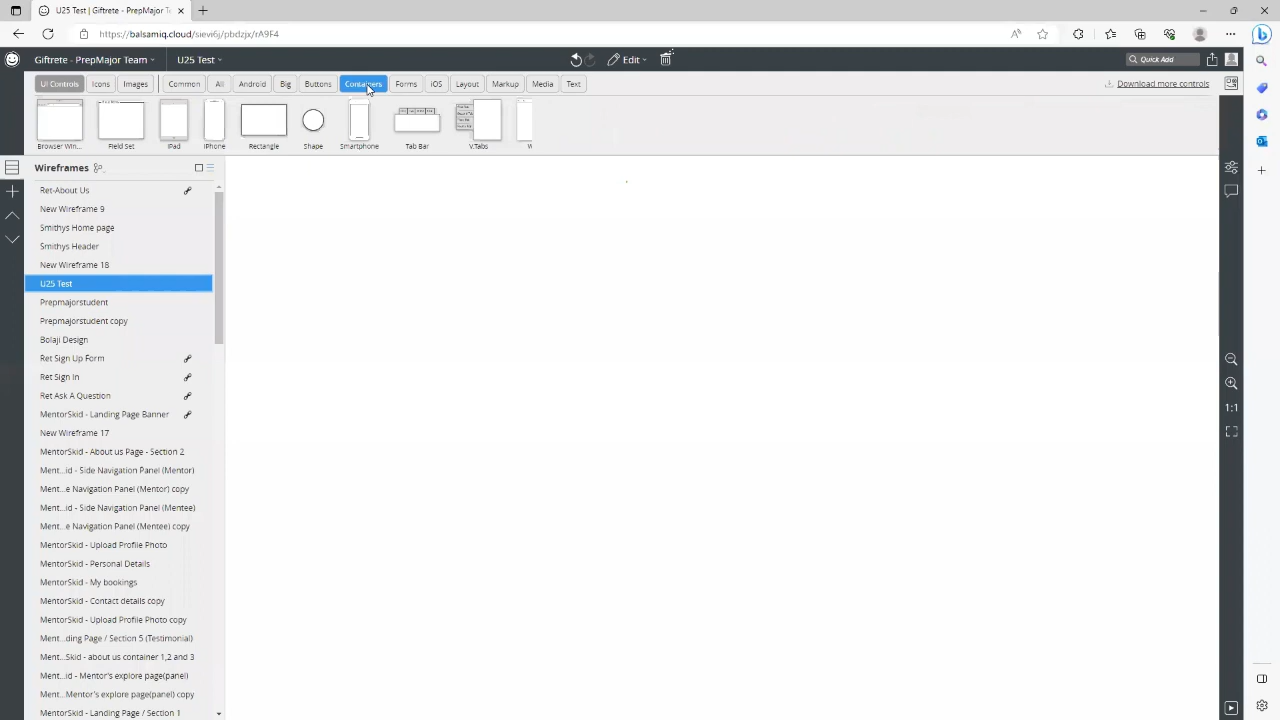 U25 Test | Giftrete - PrepMajor Te
https://balsamiq.cloud/sievi6j/pbdzjx/rA9F4
Giftrete - PrepMajor Team
U25 Test
Edit
Quick Add
UI Controls
Icons
Images
Common
All
Android
Big
Buttons
Containers
Forms
iOS
Layout
Markup
Media
Text
Download more controls
Browser Win...
Field Set
iPad
iPhone
Rectangle
Shape
Smartphone
Tab Bar
V.Tabs
W
Wireframes
Ret-About Us
New Wireframe 9
Smithys Home page
Smithys Header
New Wireframe 18
U25 Test
Prepmajorstudent
Prepmajorstudent copy
Bolaji Design
Ret Sign Up Form
Ret Sign In
Ret Ask A Question
MentorSkid - Landing Page Banner
New Wireframe 17
MentorSkid - About us Page - Section 2
Ment...id - Side Navigation Panel (Mentor)
Ment...e Navigation Panel (Mentor) copy
Ment...id - Side Navigation Panel (Mentee)
Ment...e Navigation Panel (Mentee) copy
MentorSkid - Upload Profile Photo
MentorSkid - Personal Details
MentorSkid - My bookings
MentorSkid - Contact details copy
MentorSkid - Upload Profile Photo copy
Ment...ding Page / Section 5 (Testimonial)
Ment...Skid - about us container 1,2 and 3
Ment...id - Mentor's explore page(panel)
Ment...Mentor's explore page(panel) copy
MentorSkid - Landing Page / Section 1
1:1